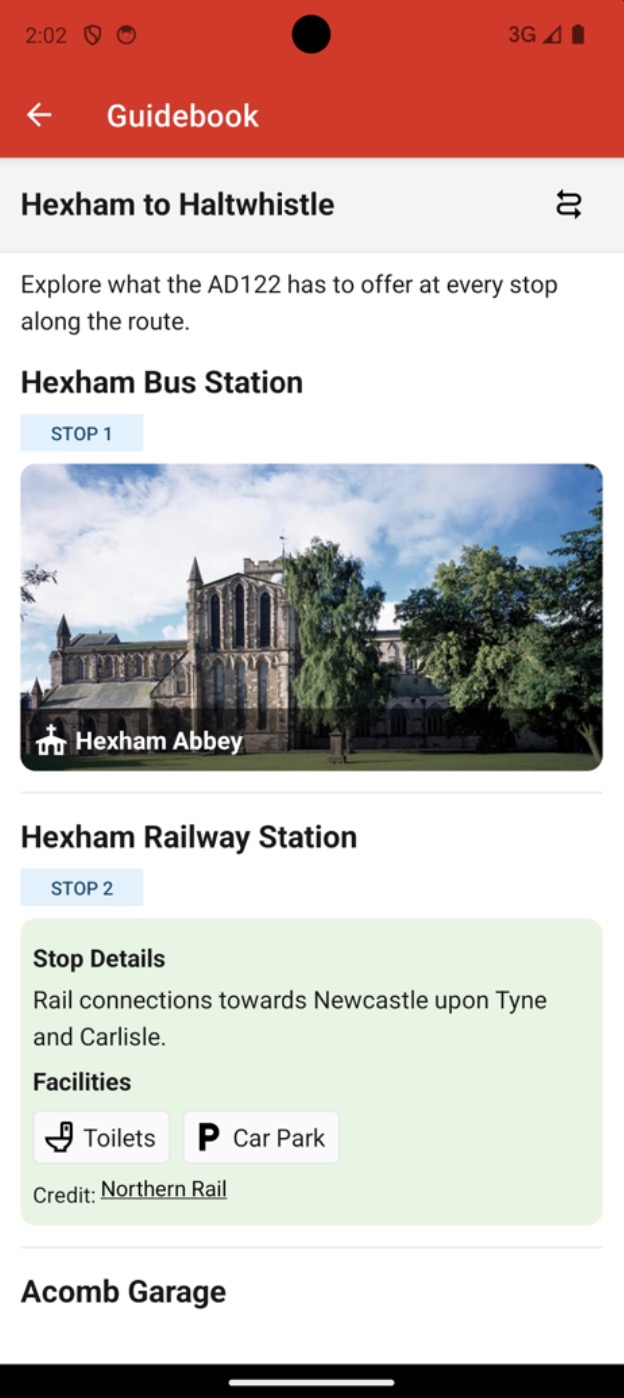 2:02
3G
Guidebook
Hexham to Haltwhistle
Explore what the AD122 has to offer at every stop
along the route.
Hexham Bus Station
STOP 1
Hexham Abbey
Hexham Railway Station
STOP 2
Stop Details
Rail connections towards Newcastle upon Tyne
and Carlisle.
Facilities
Toilets
P Car Park
Credit: Northern Rail
Acomb Garage